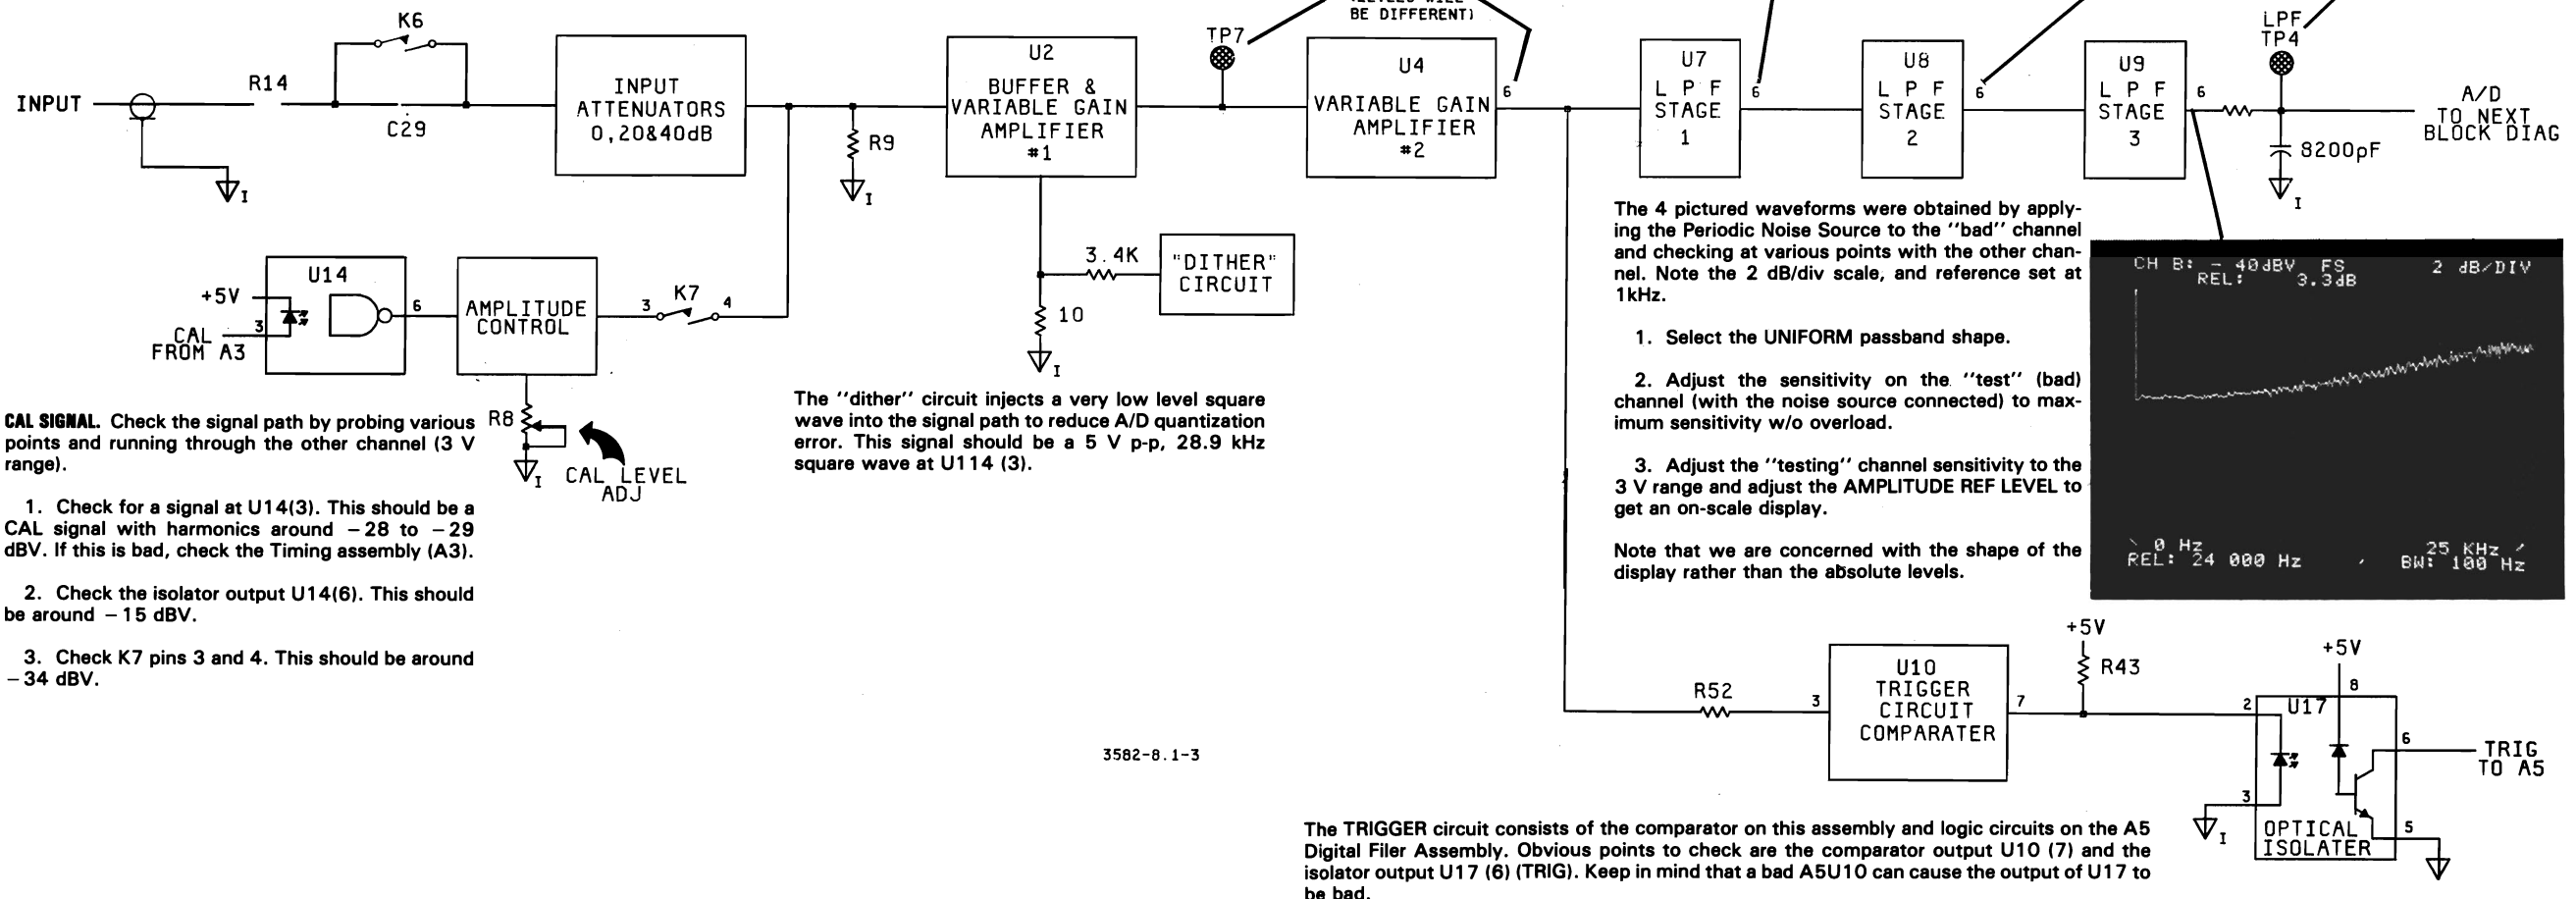 BE DIFFERENT)
K6
R14
INPUT
C29
INPUT
ATTENUATORS
0,20&40dB
R9
I
I
U2
BUFFER &
VARIABLE GAIN
AMPLIFIER
#1
TP7
U4
VARIABLE GAIN
AMPLIFIER
#2
6
U7
L P F
STAGE
1
6
U8
L P F
STAGE
2
6
U9
L P F
STAGE
3
6
LPF
TP4
8200pF
I
A/D
TO NEXT
BLOCK DIAG
3.4K
"DITHER"
CIRCUIT
10
I
+5V
CAL
FROM A3
3
U14
6
AMPLITUDE
CONTROL
3
K7
4
R8
I
CAL LEVEL
ADJ
CAL SIGNAL. Check the signal path by probing various
points and running through the other channel (3 V
range).
1. Check for a signal at U14(3). This should be a
CAL signal with harmonics around −28 to −29
dBV. If this is bad, check the Timing assembly (A3).
2. Check the isolator output U14(6). This should
be around −15 dBV.
3. Check K7 pins 3 and 4. This should be around
−34 dBV.
The "dither" circuit injects a very low level square
wave into the signal path to reduce A/D quantization
error. This signal should be a 5 V p-p, 28.9 kHz
square wave at U114 (3).
The 4 pictured waveforms were obtained by apply-
ing the Periodic Noise Source to the "bad" channel
and checking at various points with the other chan-
nel. Note the 2 dB/div scale, and reference set at
1kHz.
1. Select the UNIFORM passband shape.
2. Adjust the sensitivity on the "test" (bad)
channel (with the noise source connected) to max-
imum sensitivity w/o overload.
3. Adjust the "testing" channel sensitivity to the
3 V range and adjust the AMPLITUDE REF LEVEL to
get an on-scale display.
Note that we are concerned with the shape of the
display rather than the absolute levels.
CH B: - 40dBV FS 2 dB/DIV
REL: 3.3dB
0 Hz 25 KHz
REL: 24 000 Hz BW: 100 Hz
3582-8.1-3
R52
3
U10
TRIGGER
CIRCUIT
COMPARATER
7
+5V
R43
+5V
8
2
U17
6
TRIG
TO A5
3
I
5
OPTICAL
ISOLATER
The TRIGGER circuit consists of the comparator on this assembly and logic circuits on the A5
Digital Filer Assembly. Obvious points to check are the comparator output U10 (7) and the
isolator output U17 (6) (TRIG). Keep in mind that a bad A5U10 can cause the output of U17 to
be bad.